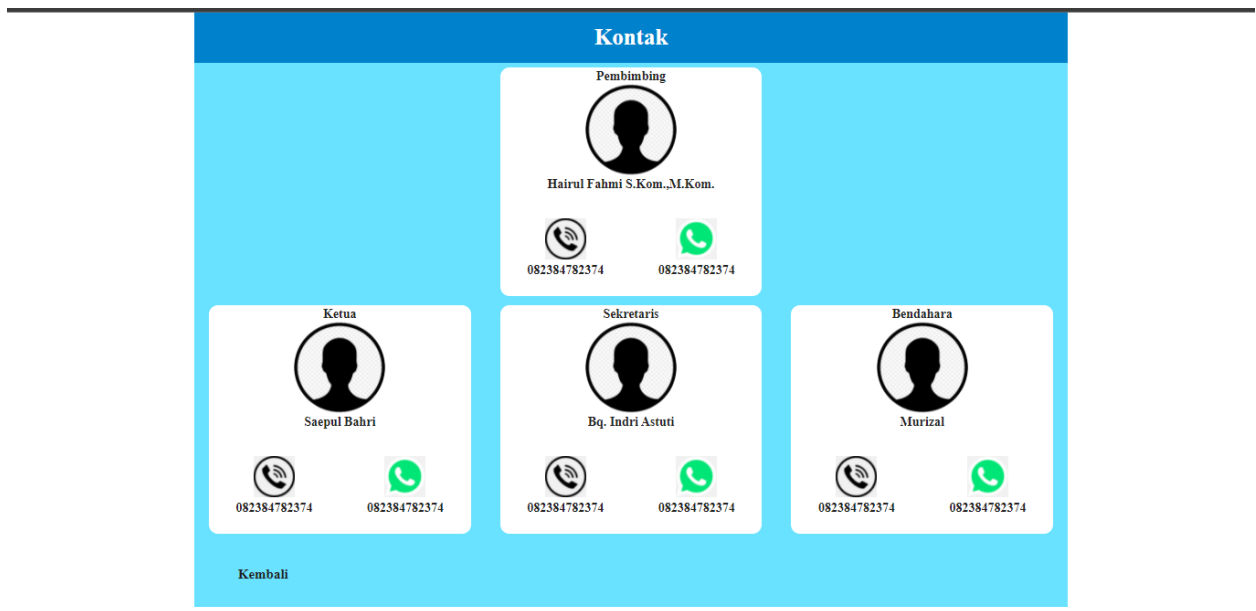 Kontak
Pembimbing
Hairul Fahmi S.Kom.,M.Kom.
082384782374 082384782374
Ketua
Saepul Bahri
082384782374 082384782374
Sekretaris
Bq. Indri Astuti
082384782374 082384782374
Bendahara
Murizal
082384782374 082384782374
Kembali